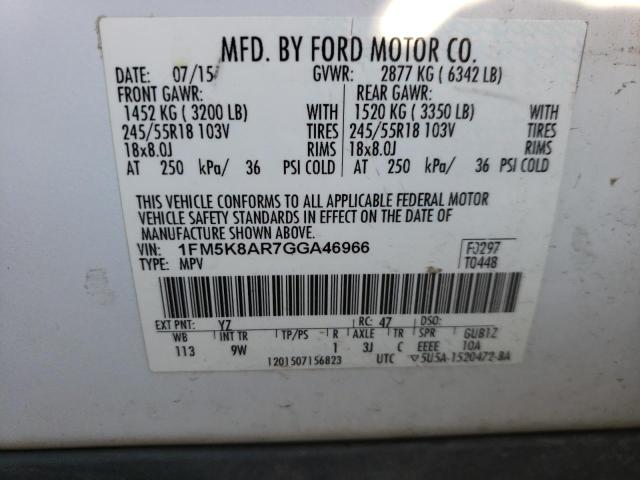 MFD. BY FORD MOTOR CO.
DATE: 07/15 GVWR: 2877 KG ( 6342 LB)
FRONT GAWR: REAR GAWR:
1452 KG ( 3200 LB) WITH 1520 KG ( 3350 LB) WITH
245/55R18 103V TIRES 245/55R18 103V TIRES
18x8.0J RIMS 18x8.0J RIMS
AT 250 kPa/ 36 PSI COLD AT 250 kPa/ 36 PSI COLD
THIS VEHICLE CONFORMS TO ALL APPLICABLE FEDERAL MOTOR
VEHICLE SAFETY STANDARDS IN EFFECT ON THE DATE OF
MANUFACTURE SHOWN ABOVE.
VIN: 1FM5K8AR7GGA46966 F0297
TYPE: MPV T0448
EXT PNT: YZ RC: 47 DSO:
WB INT TR TP/PS R AXLE TR SPR GUB1Z
113 9W 1 3J C EEEE 10A
1201507156823 UTC ▽5U5A-1520472-BA